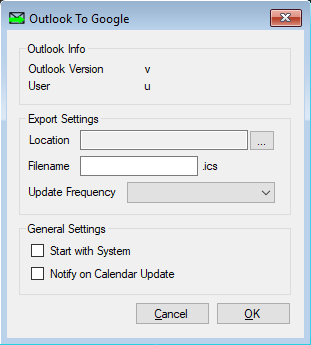 Outlook To Google
Outlook Info
Outlook Version v
User u
Export Settings
Location ...
Filename .ics
Update Frequency
General Settings
Start with System
Notify on Calendar Update
Cancel OK